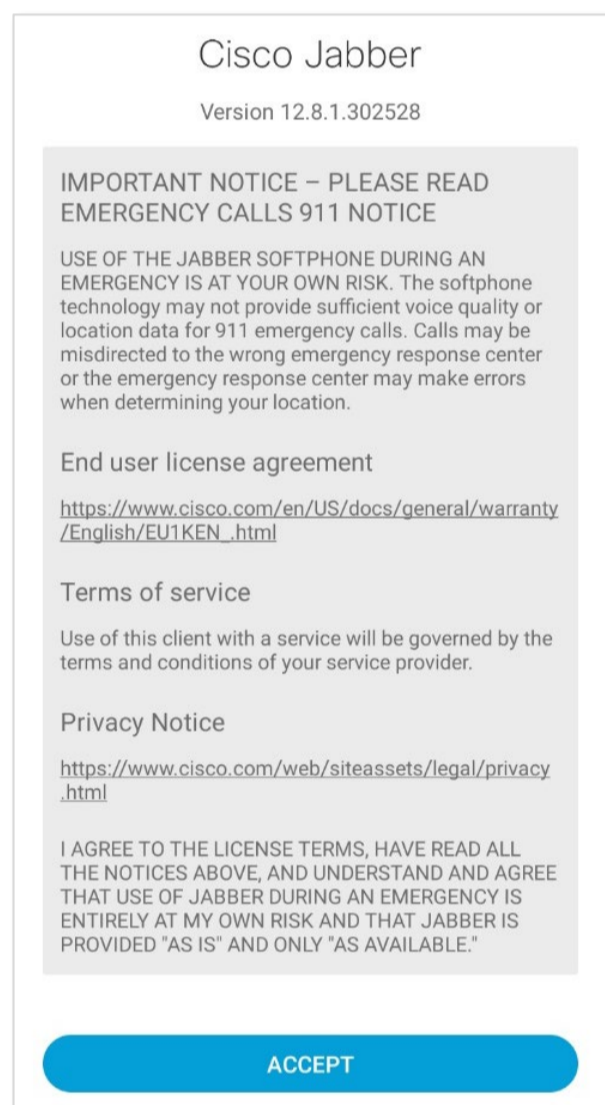 Cisco Jabber
Version 12.8.1.302528
IMPORTANT NOTICE – PLEASE READ
EMERGENCY CALLS 911 NOTICE
USE OF THE JABBER SOFTPHONE DURING AN
EMERGENCY IS AT YOUR OWN RISK. The softphone
technology may not provide sufficient voice quality or
location data for 911 emergency calls. Calls may be
misdirected to the wrong emergency response center
or the emergency response center may make errors
when determining your location.
End user license agreement
https://www.cisco.com/en/US/docs/general/warranty
/English/EU1KEN_.html
Terms of service
Use of this client with a service will be governed by the
terms and conditions of your service provider.
Privacy Notice
https://www.cisco.com/web/siteassets/legal/privacy
.html
I AGREE TO THE LICENSE TERMS, HAVE READ ALL
THE NOTICES ABOVE, AND UNDERSTAND AND AGREE
THAT USE OF JABBER DURING AN EMERGENCY IS
ENTIRELY AT MY OWN RISK AND THAT JABBER IS
PROVIDED "AS IS" AND ONLY "AS AVAILABLE."
ACCEPT